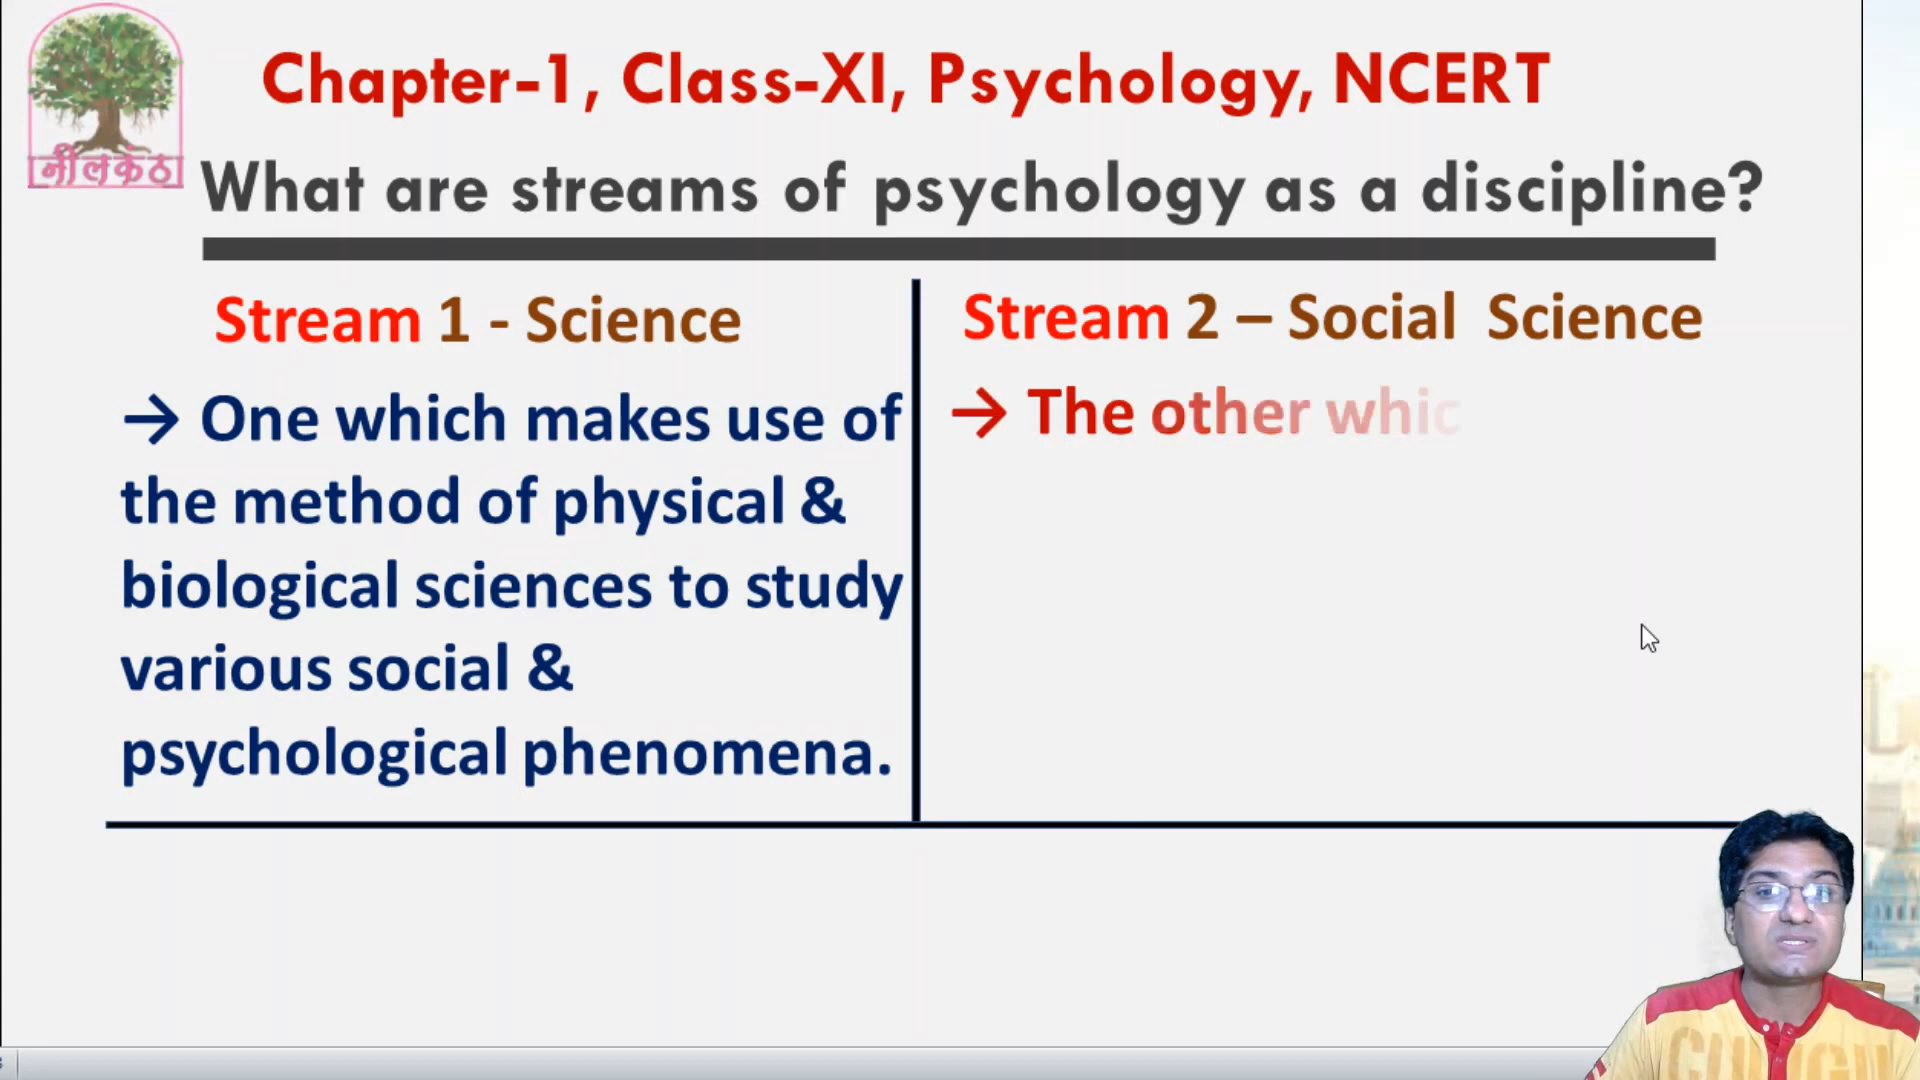 नीलकंठ
Chapter-1, Class-XI, Psychology, NCERT
What are streams of psychology as a discipline?
Stream 1 - Science
→ One which makes use of
the method of physical &
biological sciences to study
various social &
psychological phenomena.
Stream 2 – Social Science
→ The other whic